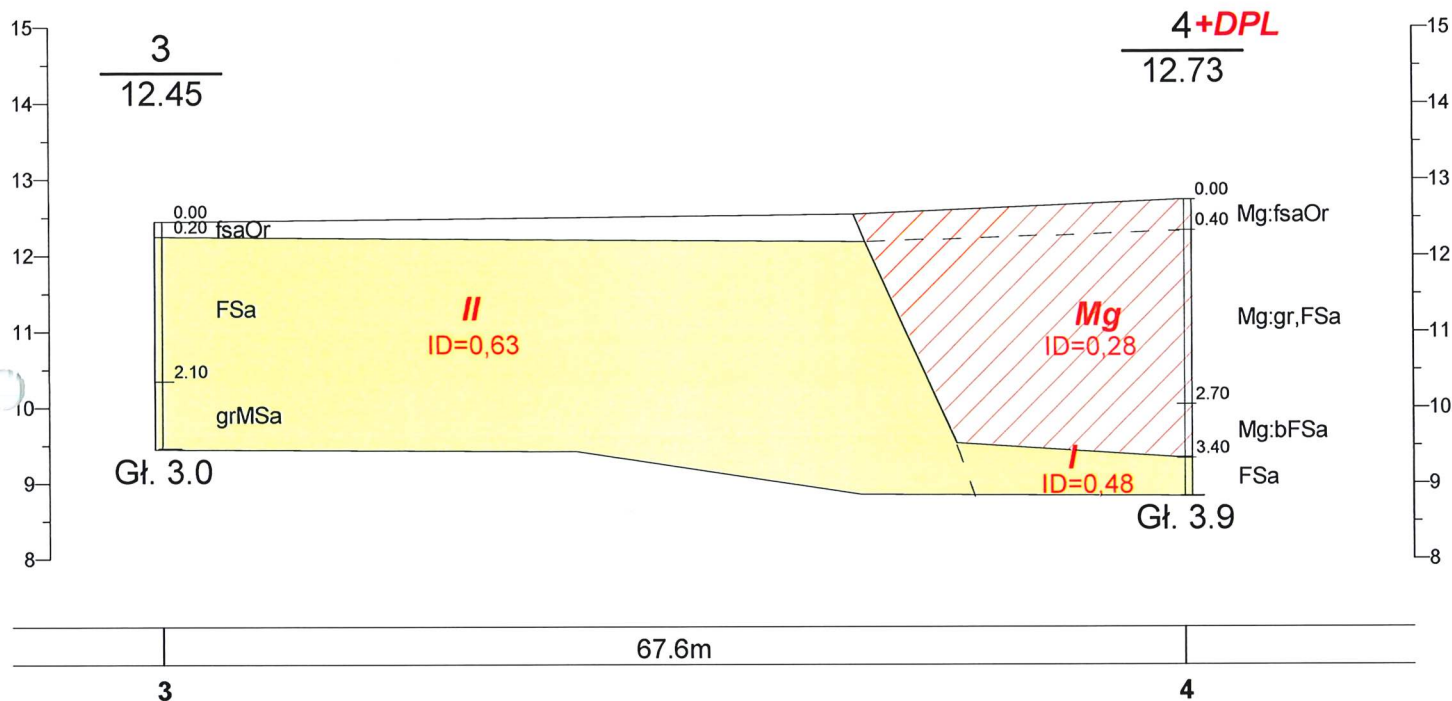 15
14
13
12
11
10
9
8
3
12.45
4 +DPL
12.73
15
14
13
12
11
10
9
8
0.00
0.20 fsaOr
FSa
2.10
grMSa
Gł. 3.0
II
ID=0,63
Mg
ID=0,28
I
ID=0,48
0.00
Mg:fsaOr
0.40
Mg:gr,FSa
2.70
Mg:bFSa
3.40
FSa
Gł. 3.9
67.6m
3
4